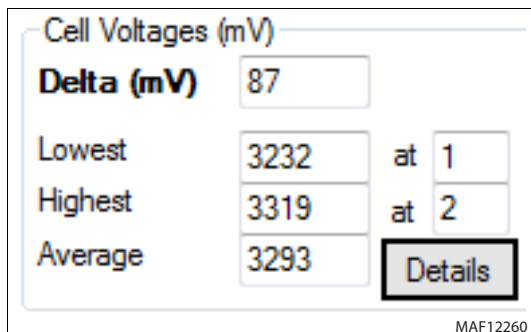 Cell Voltages (mV)
Delta (mV) 87
Lowest 3232 at 1
Highest 3319 at 2
Average 3293 Details
MAF12260